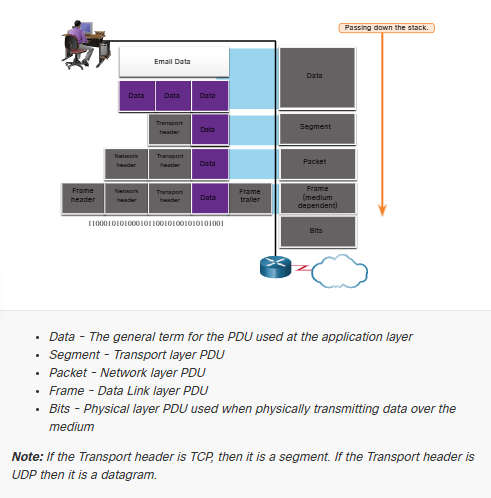 Passing down the stack.
Email Data
Data
Data Data Data
Transport header Data
Segment
Network header Transport header Data
Packet
Frame header Network header Transport header Data Frame trailer
Frame (medium dependent)
Bits
• Data – The general term for the PDU used at the application layer
• Segment – Transport layer PDU
• Packet – Network layer PDU
• Frame – Data Link layer PDU
• Bits – Physical layer PDU used when physically transmitting data over the
medium
Note: If the Transport header is TCP, then it is a segment. If the Transport header is
UDP then it is a datagram.